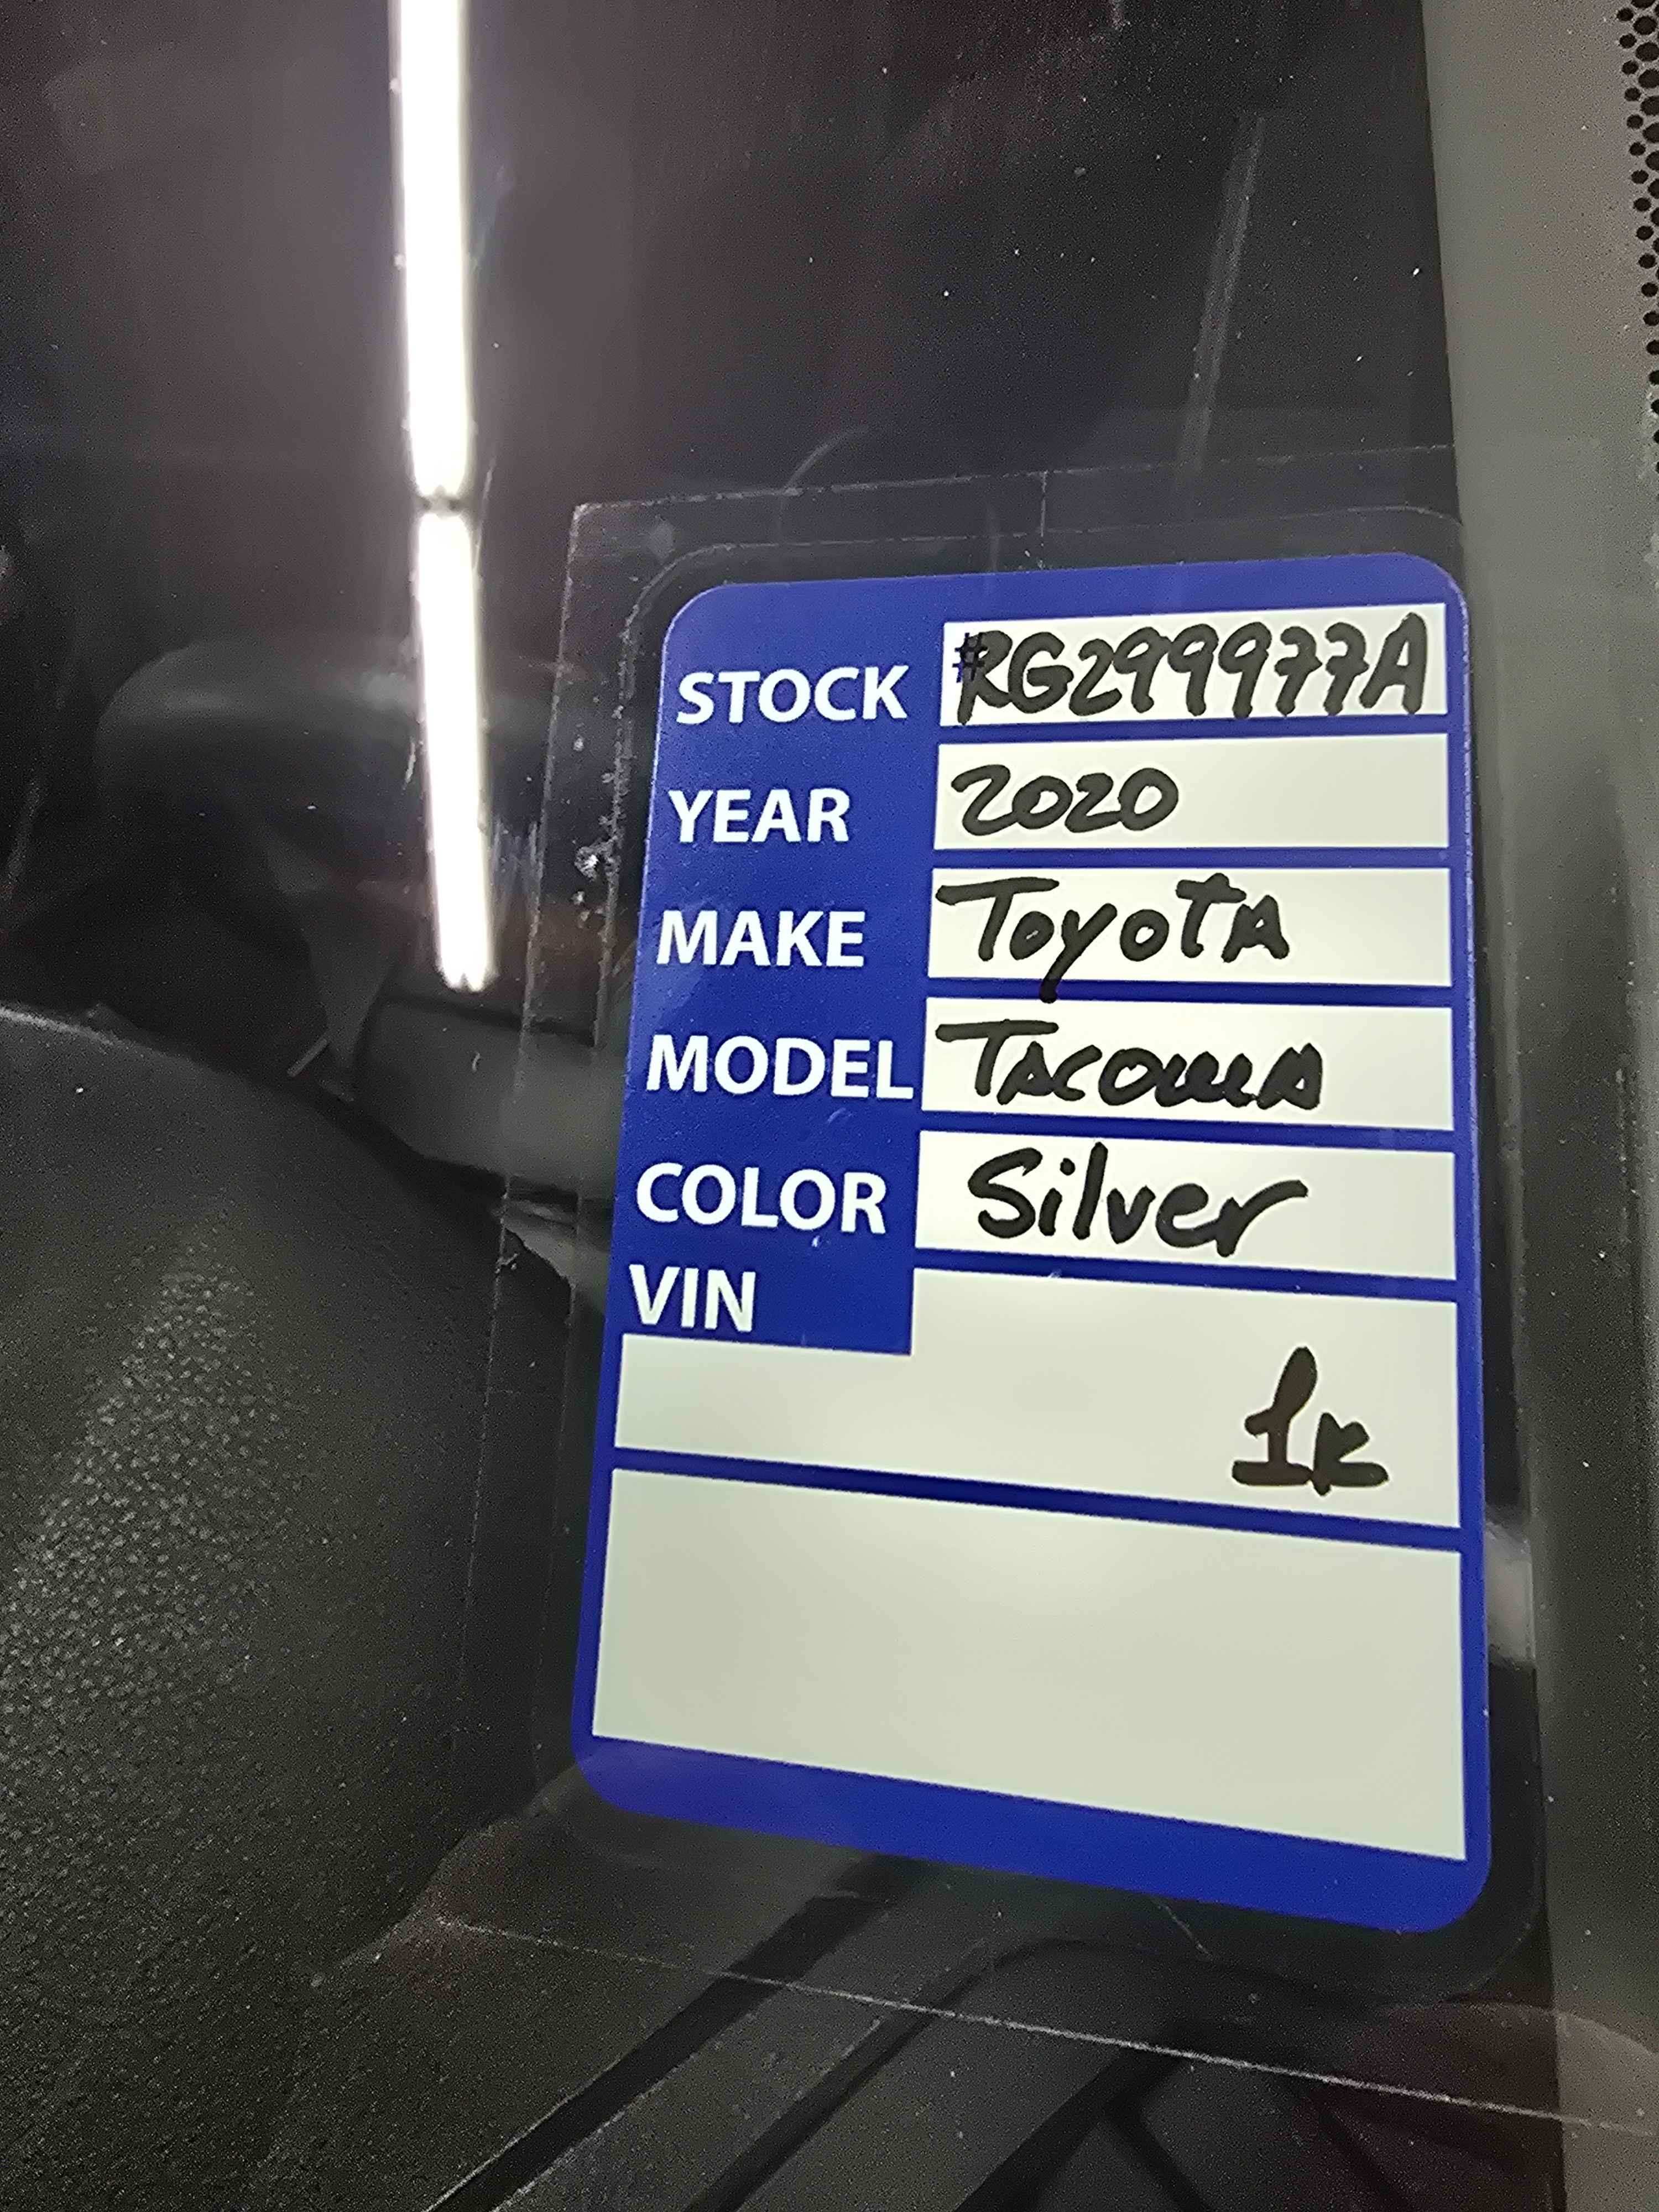 STOCK #RG299977A
YEAR 2020
MAKE Toyota
MODEL Tacoma
COLOR Silver
VIN
1k